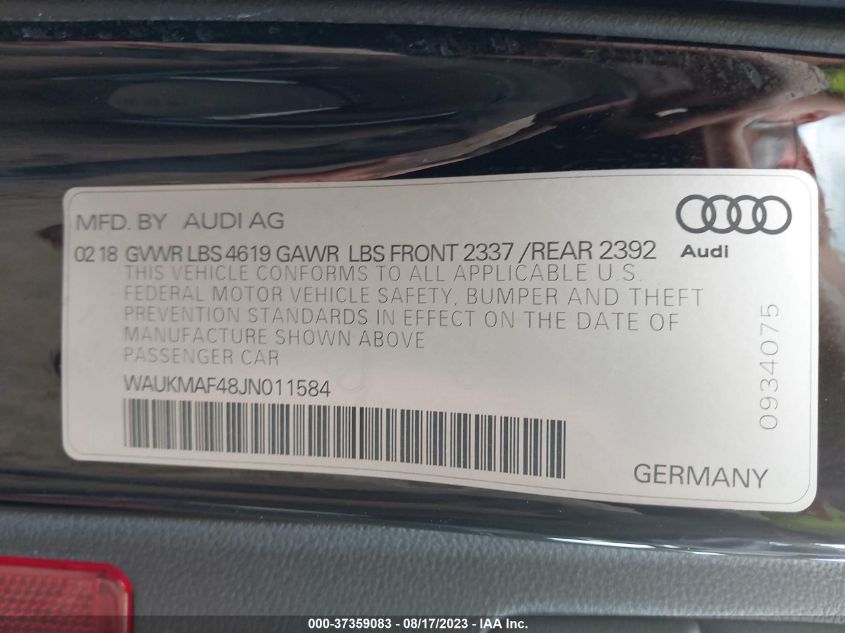 MFD. BY AUDI AG
02 18 GVWR LBS 4619 GAWR LBS FRONT 2337 /REAR 2392
Audi
THIS VEHICLE CONFORMS TO ALL APPLICABLE U.S.
FEDERAL MOTOR VEHICLE SAFETY, BUMPER AND THEFT
PREVENTION STANDARDS IN EFFECT ON THE DATE OF
MANUFACTURE SHOWN ABOVE
PASSENGER CAR
WAUKMAF48JN011584
0934075
GERMANY
000-37359083 - 08/17/2023 - © IAA Inc.